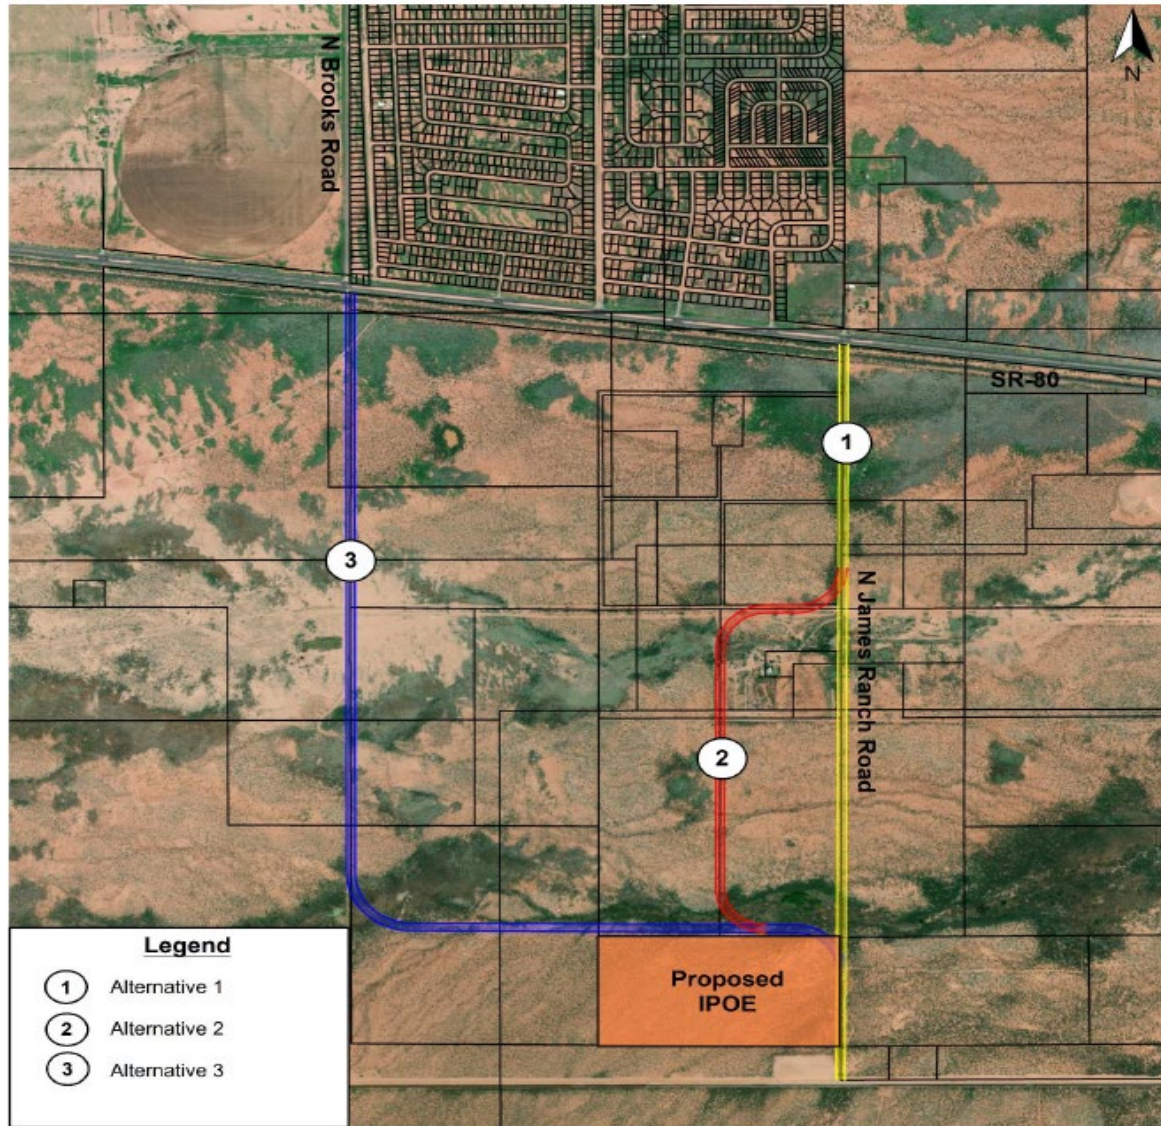 N Brooks Road
N
SR-80
1
3
N James Ranch Road
2
Legend
1 Alternative 1
2 Alternative 2
3 Alternative 3
Proposed
IPOE